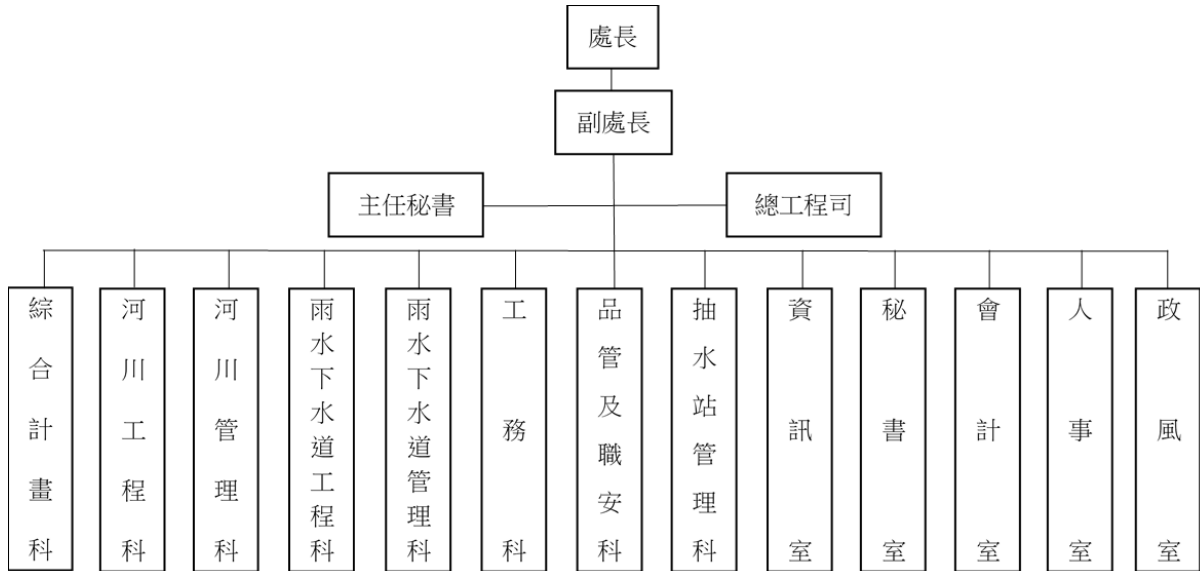 處長
副處長
主任秘書
總工程司
綜合計畫科
河川工程科
河川管理科
雨水下水道工程科
雨水下水道管理科
工務科
品管及職安科
抽水站管理科
資訊室
秘書室
會計室
人事室
政風室